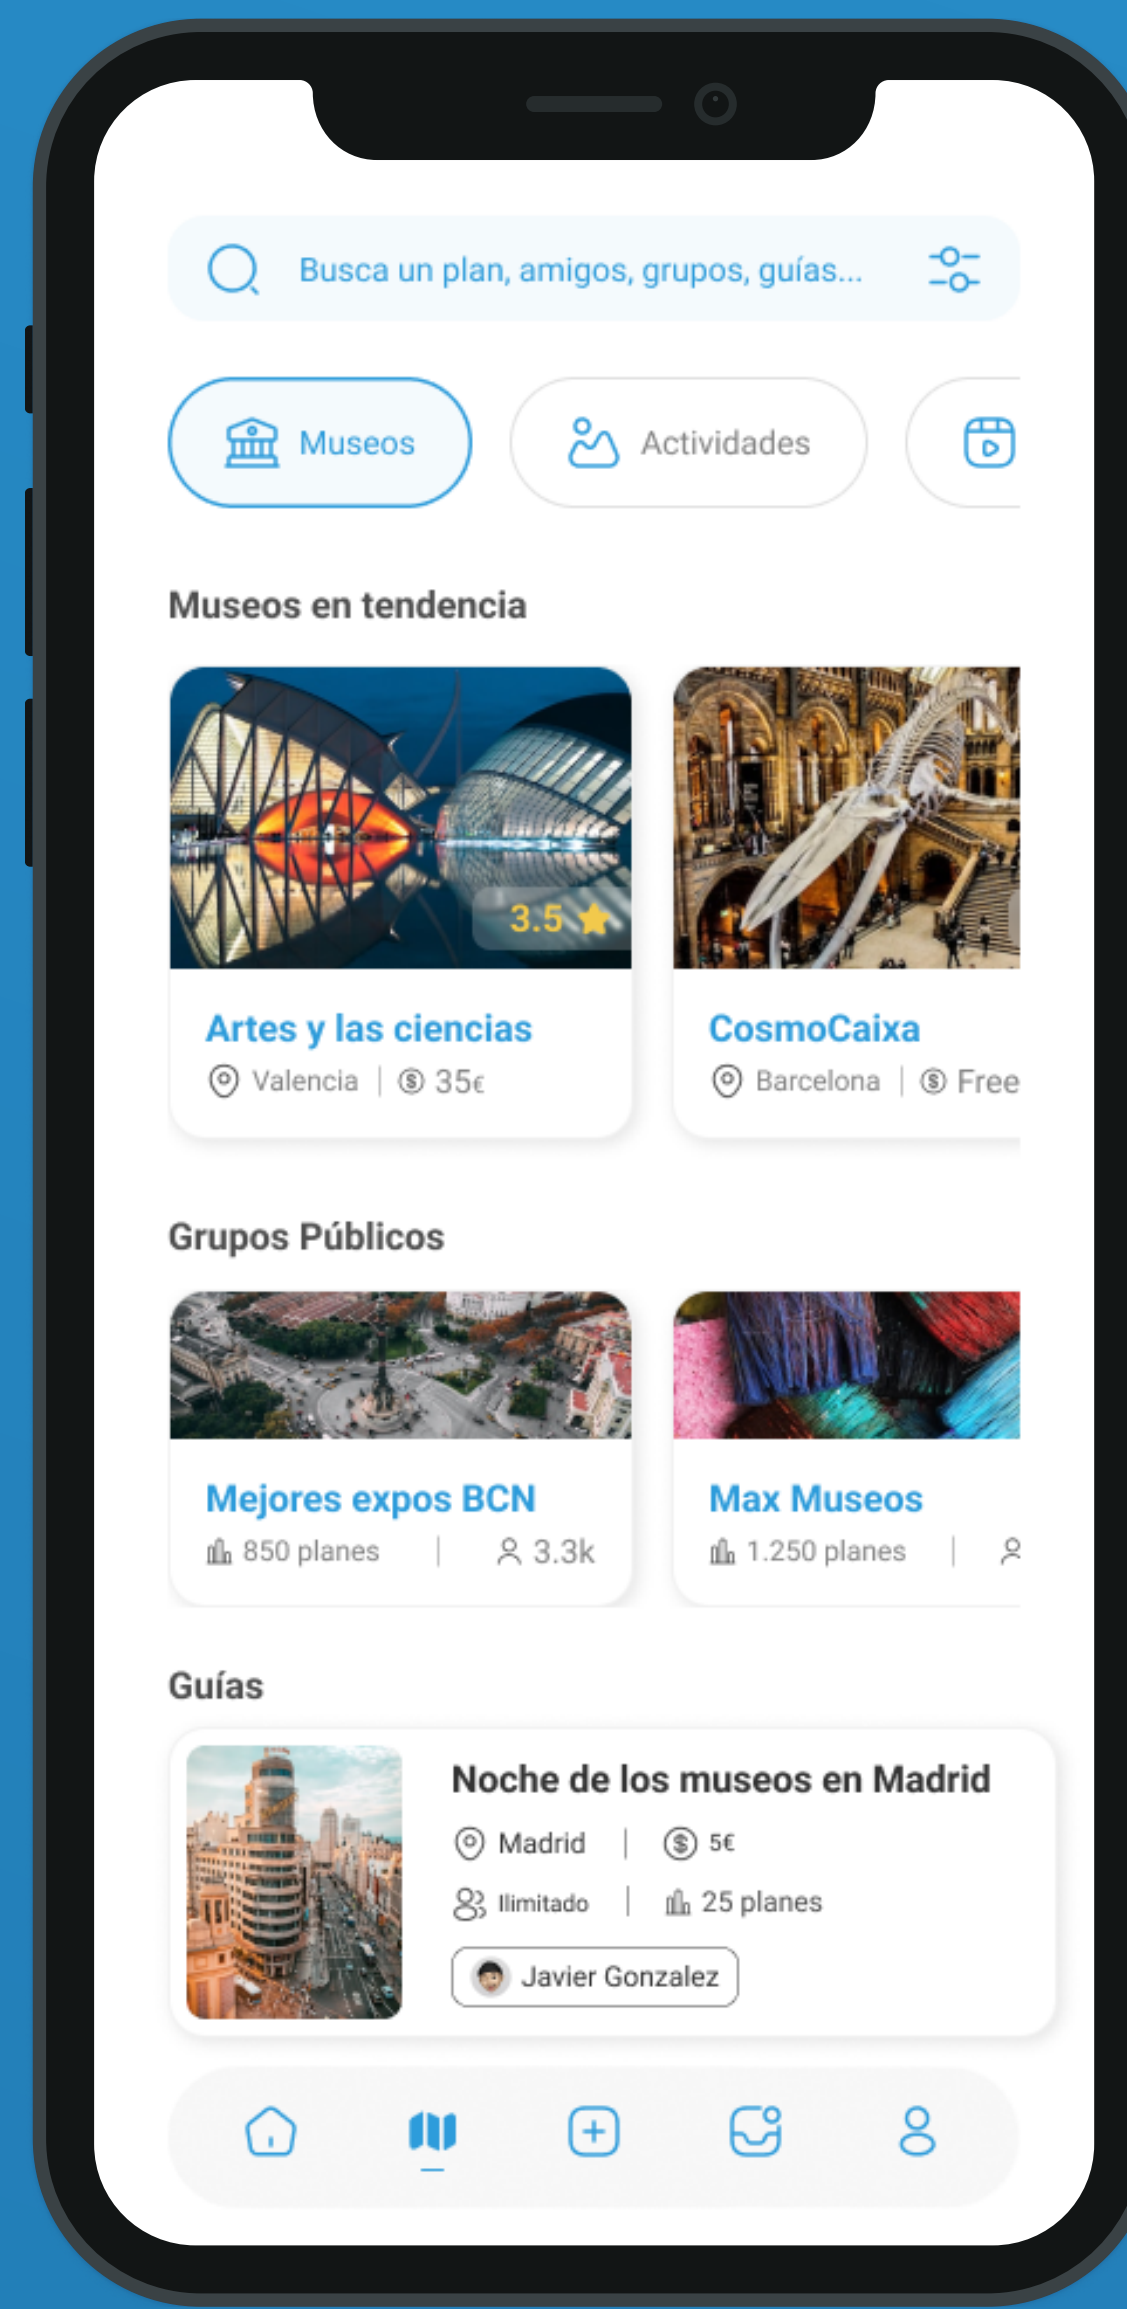 Busca un plan, amigos, grupos, guías...
Museos
Actividades
Museos en tendencia
3.5
Artes y las ciencias
Valencia | 35€
CosmoCaixa
Barcelona | Free
Grupos Públicos
Mejores expos BCN
850 planes | 3.3k
Max Museos
1.250 planes |
Guías
Noche de los museos en Madrid
Madrid | 5€
Ilimitado | 25 planes
Javier Gonzalez